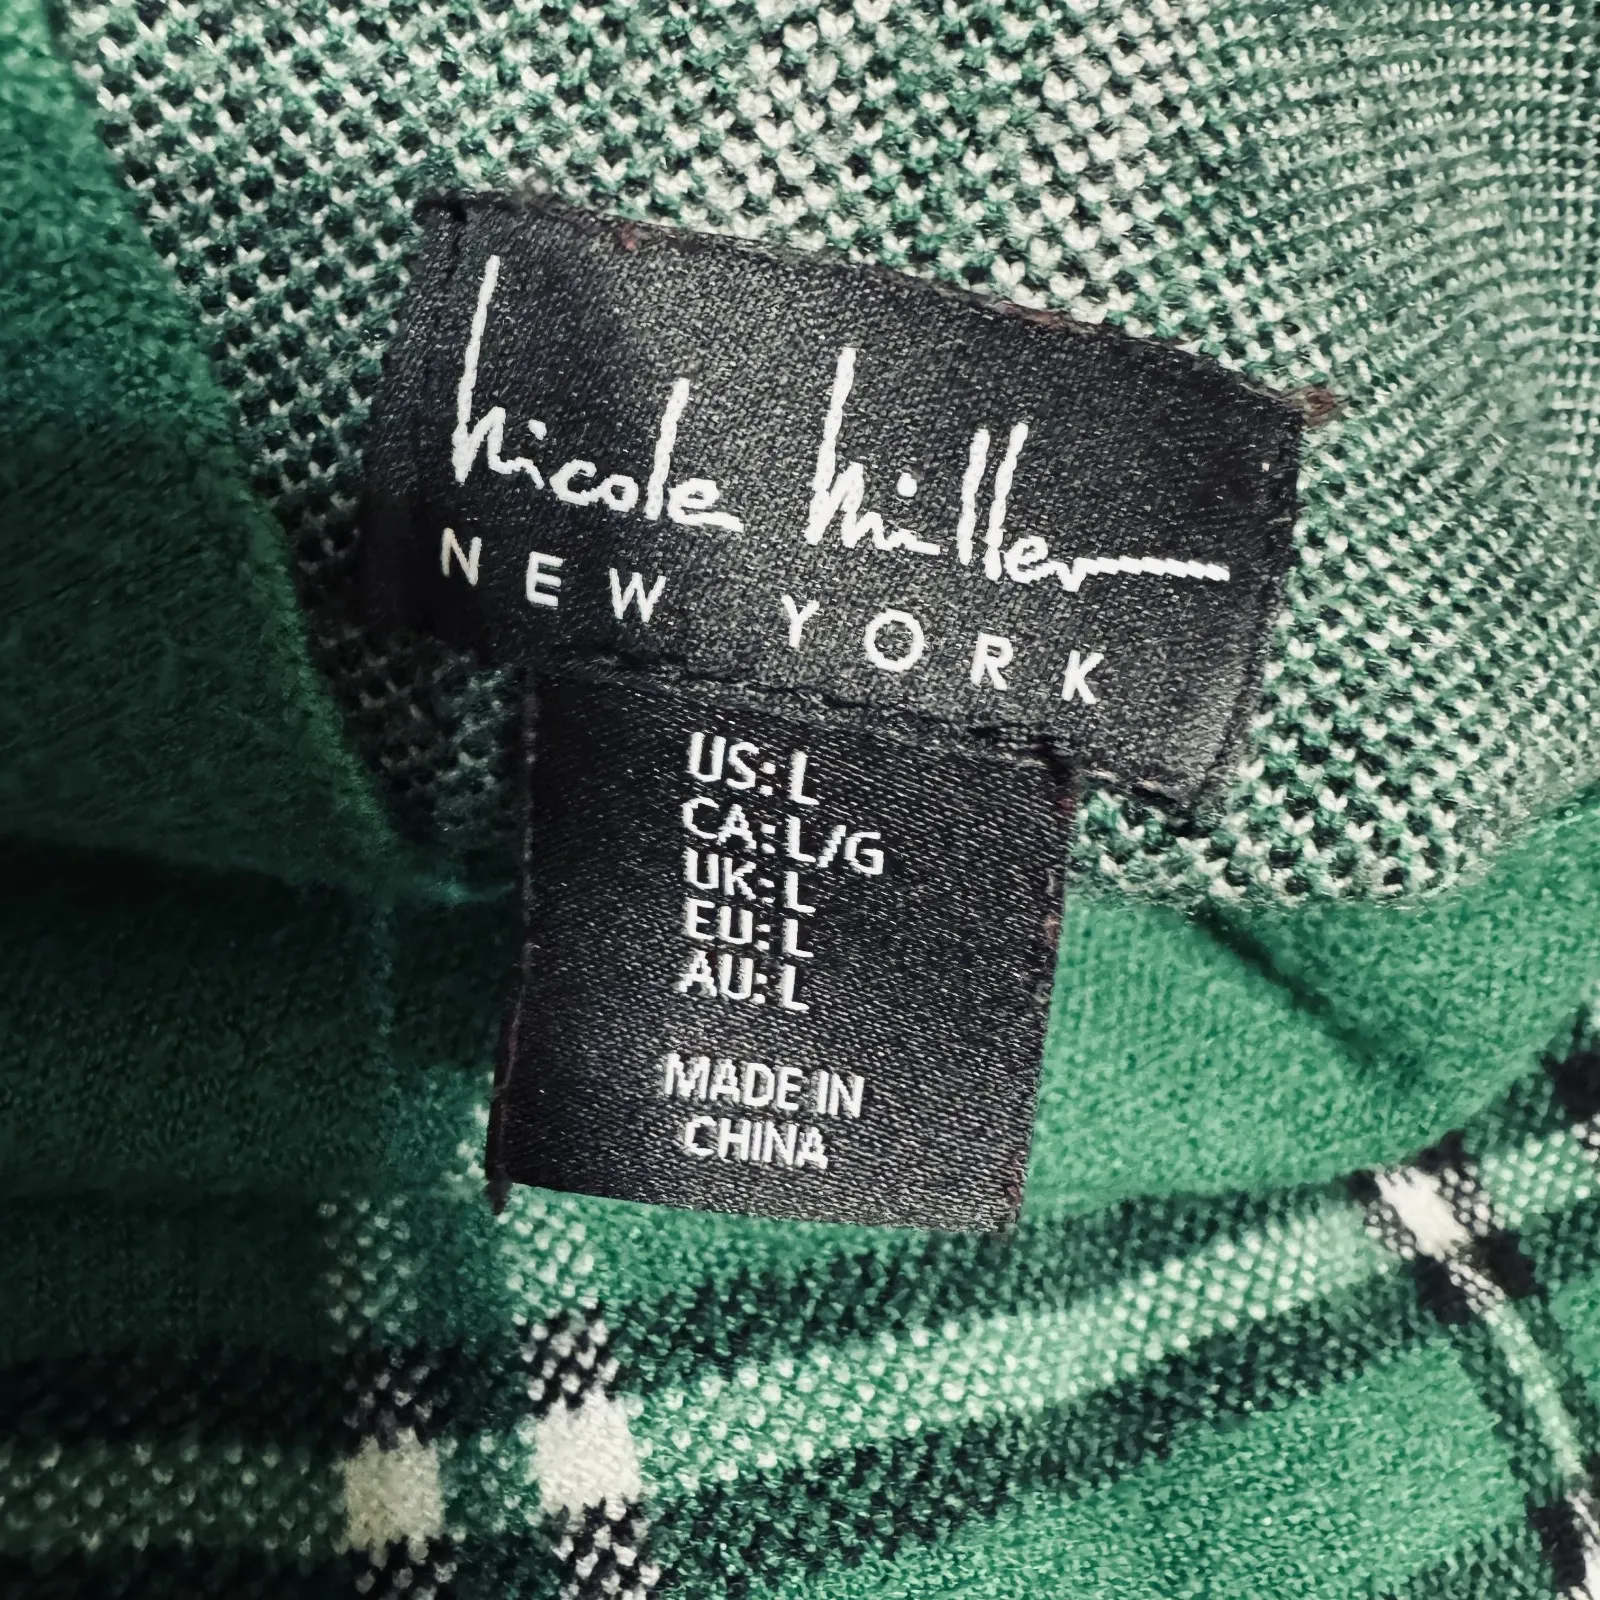 nicole miller
NEW YORK
US: L
CA: L/G
UK: L
EU: L
AU: L
MADE IN
CHINA